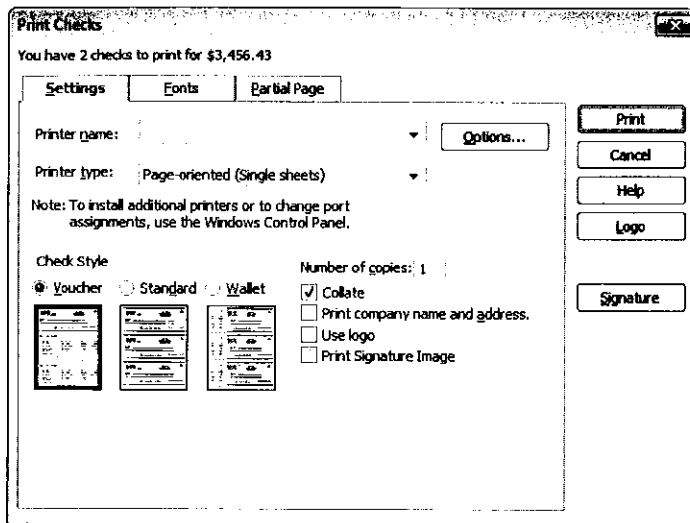 Print Checks
You have 2 checks to print for $3,456.43
Settings Fonts Partial Page
Printer name: Options...
Printer type: Page-oriented (Single sheets)
Note: To install additional printers or to change port
assignments, use the Windows Control Panel.
Check Style
Voucher Standard Wallet
Number of copies: 1
Collate
Print company name and address.
Use logo
Print Signature Image
Print
Cancel
Help
Logo
Signature